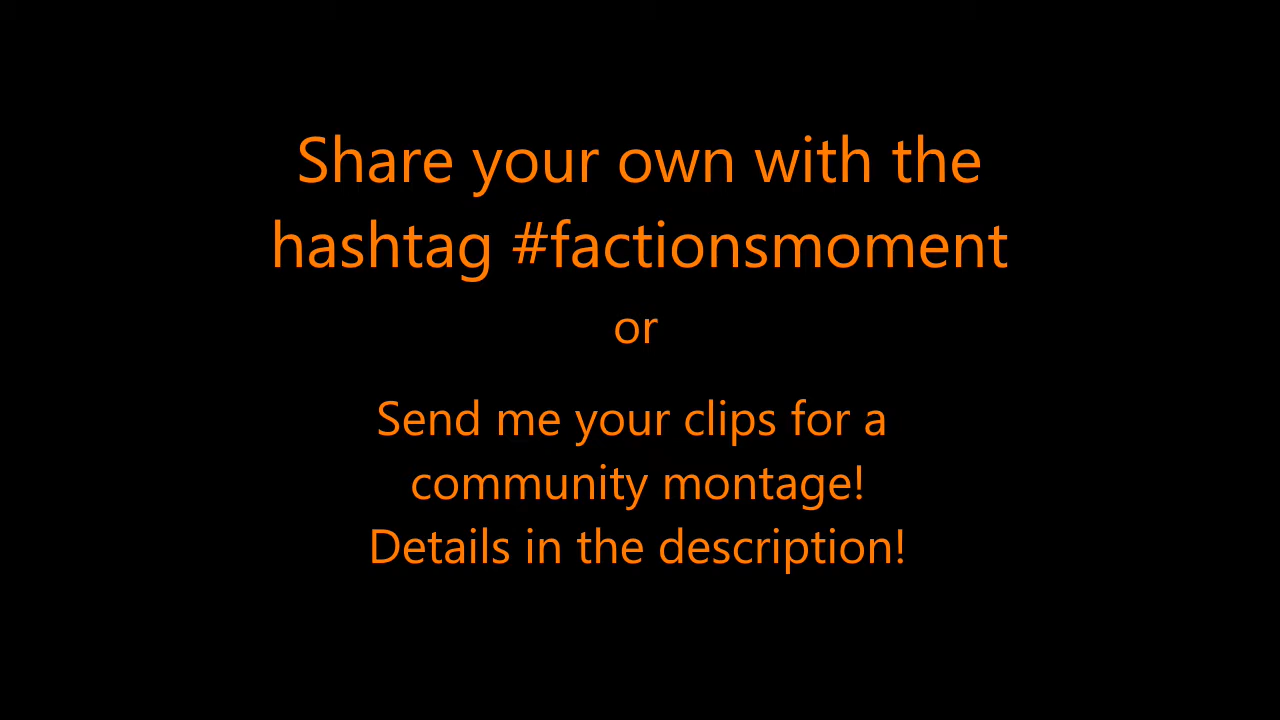 Share your own with the
hashtag #factionsmoment
or
Send me your clips for a
community montage!
Details in the description!